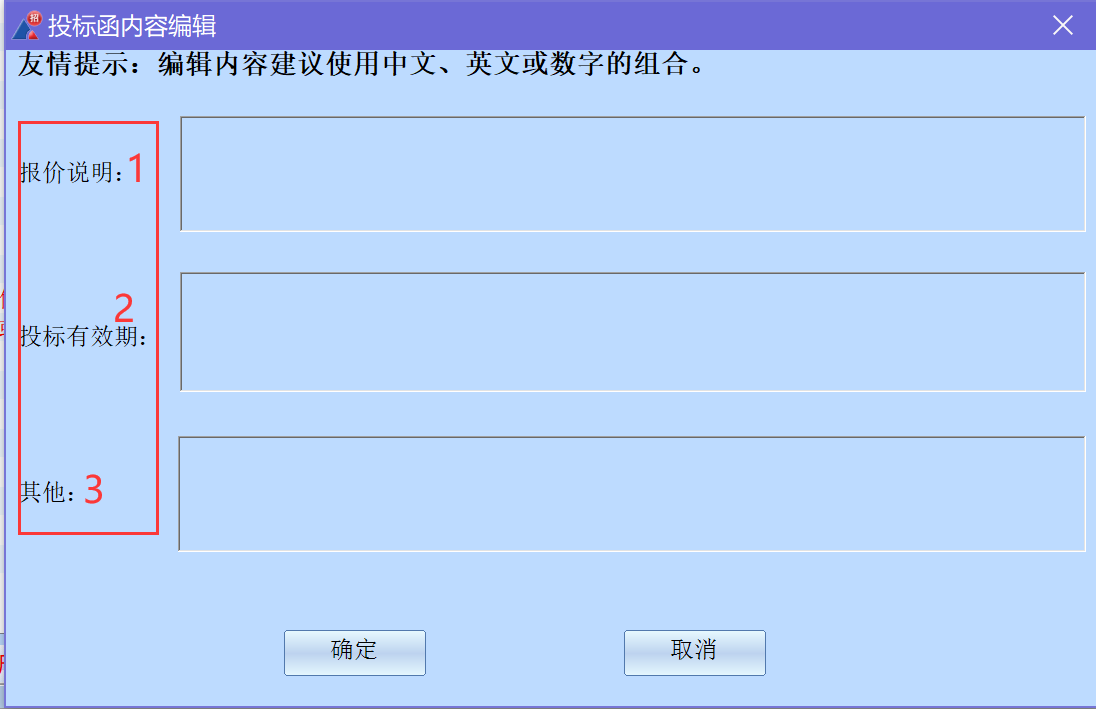 招
投标函内容编辑
友情提示：编辑内容建议使用中文、英文或数字的组合。
报价说明：1
2
投标有效期：
其他：3
确定 取消